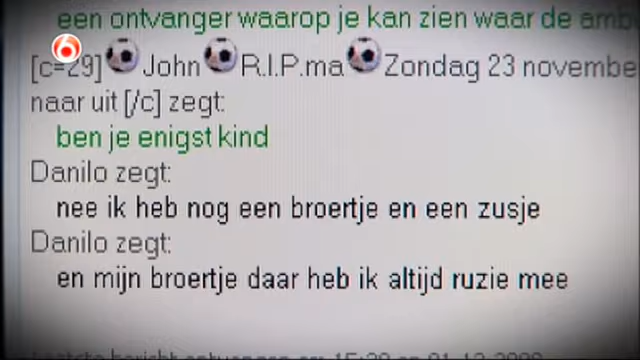 een ontvanger waarop je kan zien waar de amb
6
[c=29] John R.I.P.ma Zondag 23 novembe
naar uit [/c] zegt:
ben je enigst kind
Danilo zegt:
nee ik heb nog een broertje en een zusje
Danilo zegt:
en mijn broertje daar heb ik altijd ruzie mee